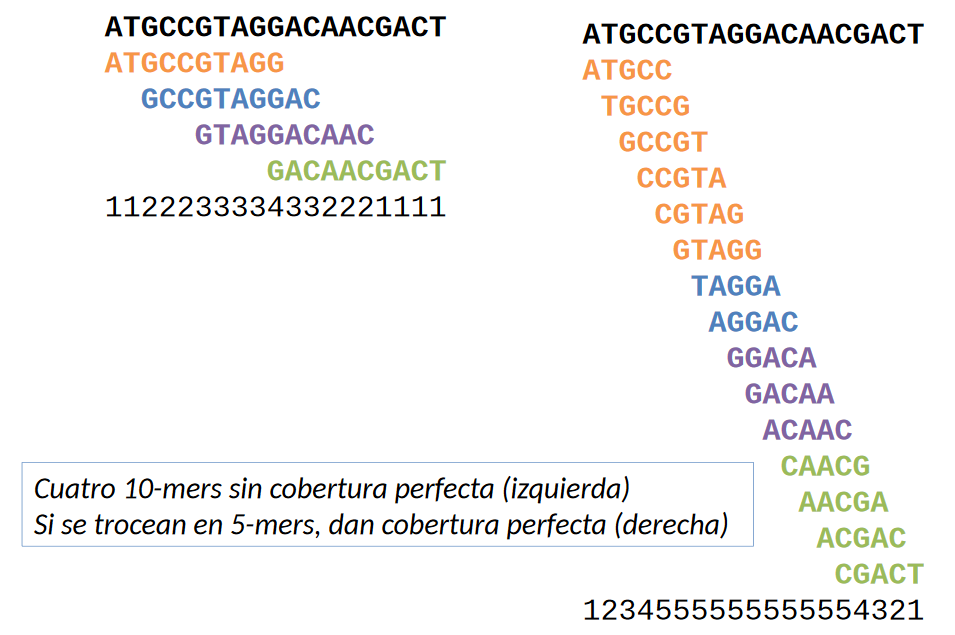 ATGCCGTAGGACAACGACT
ATGCCGTAGG
GCCGTAGGAC
GTAGGACAAC
GACAACGACT
1122233334332221111
ATGCCGTAGGACAACGACT
ATGCC
TGCCG
GCCGT
CCGTA
CGTAG
GTAGG
TAGGA
AGGAC
GGACA
GACAA
ACAAC
CAACG
AACGA
ACGAC
CGACT
1234555555555554321
Cuatro 10-mers sin cobertura perfecta (izquierda)
Si se trocean en 5-mers, dan cobertura perfecta (derecha)